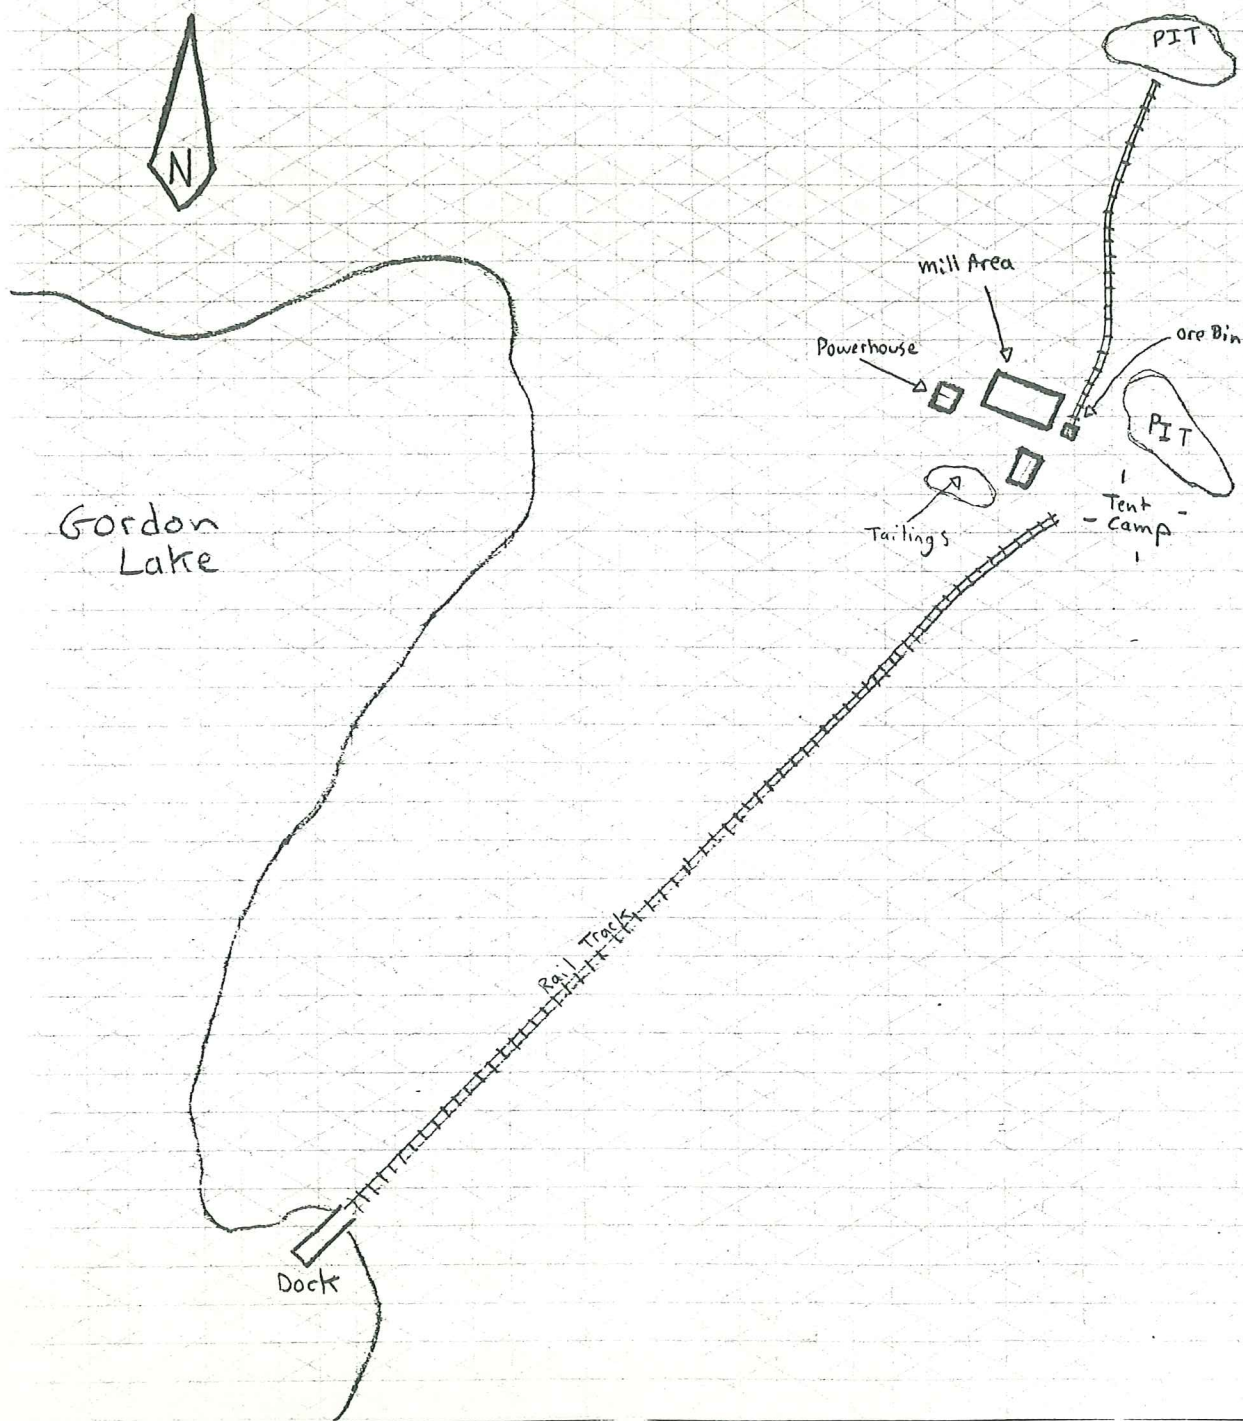 PIT
N
mill Area
ore Bin
Powerhouse
PIT
Gordon
Lake
Tent
Camp
Tailings
Rail Track
Dock